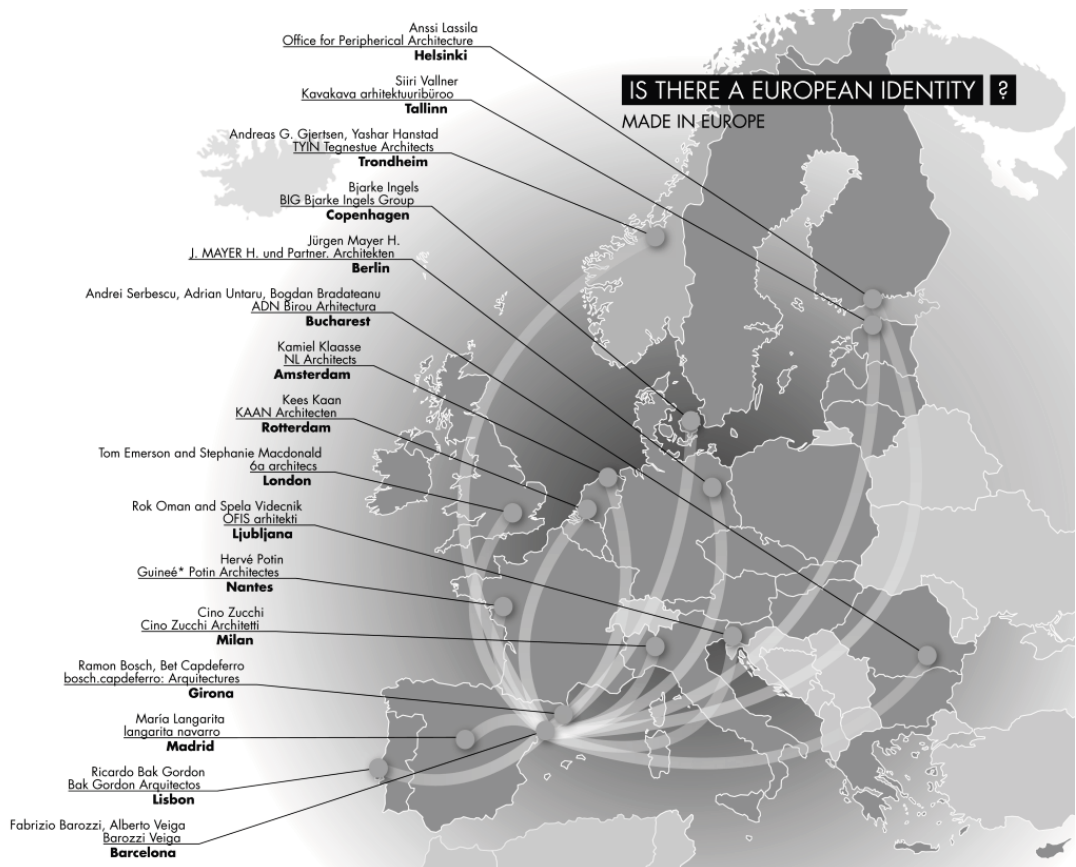 Anssi Lassila
Office for Peripherical Architecture
Helsinki
IS THERE A EUROPEAN IDENTITY ?
MADE IN EUROPE
Siiri Vallner
Kavakava arhitektuuribüroo
Tallinn
Andreas G. Gjertsen, Yashar Hanstad
TYIN Tegnestue Architects
Trondheim
Bjarke Ingels
BIG Bjarke Ingels Group
Copenhagen
Jürgen Mayer H.
J. MAYER H. und Partner. Architekten
Berlin
Andrei Serbescu, Adrian Untaru, Bogdan Bradateanu
ADN Birou Arhitectura
Bucharest
Kamiel Klaasse
NL Architects
Amsterdam
Kees Kaan
KAAN Architecten
Rotterdam
Tom Emerson and Stephanie Macdonald
6a architecs
London
Rok Oman and Spela Videcnik
OFIS arhitekti
Ljubljana
Hervé Potin
Guineé* Potin Architectes
Nantes
Cino Zucchi
Cino Zucchi Architetti
Milan
Ramon Bosch, Bet Capdeferro
bosch.capdeferro: Arquitectures
Girona
María Langarita
langarita navarro
Madrid
Ricardo Bak Gordon
Bak Gordon Arquitectos
Lisbon
Fabrizio Barozzi, Alberto Veiga
Barozzi Veiga
Barcelona